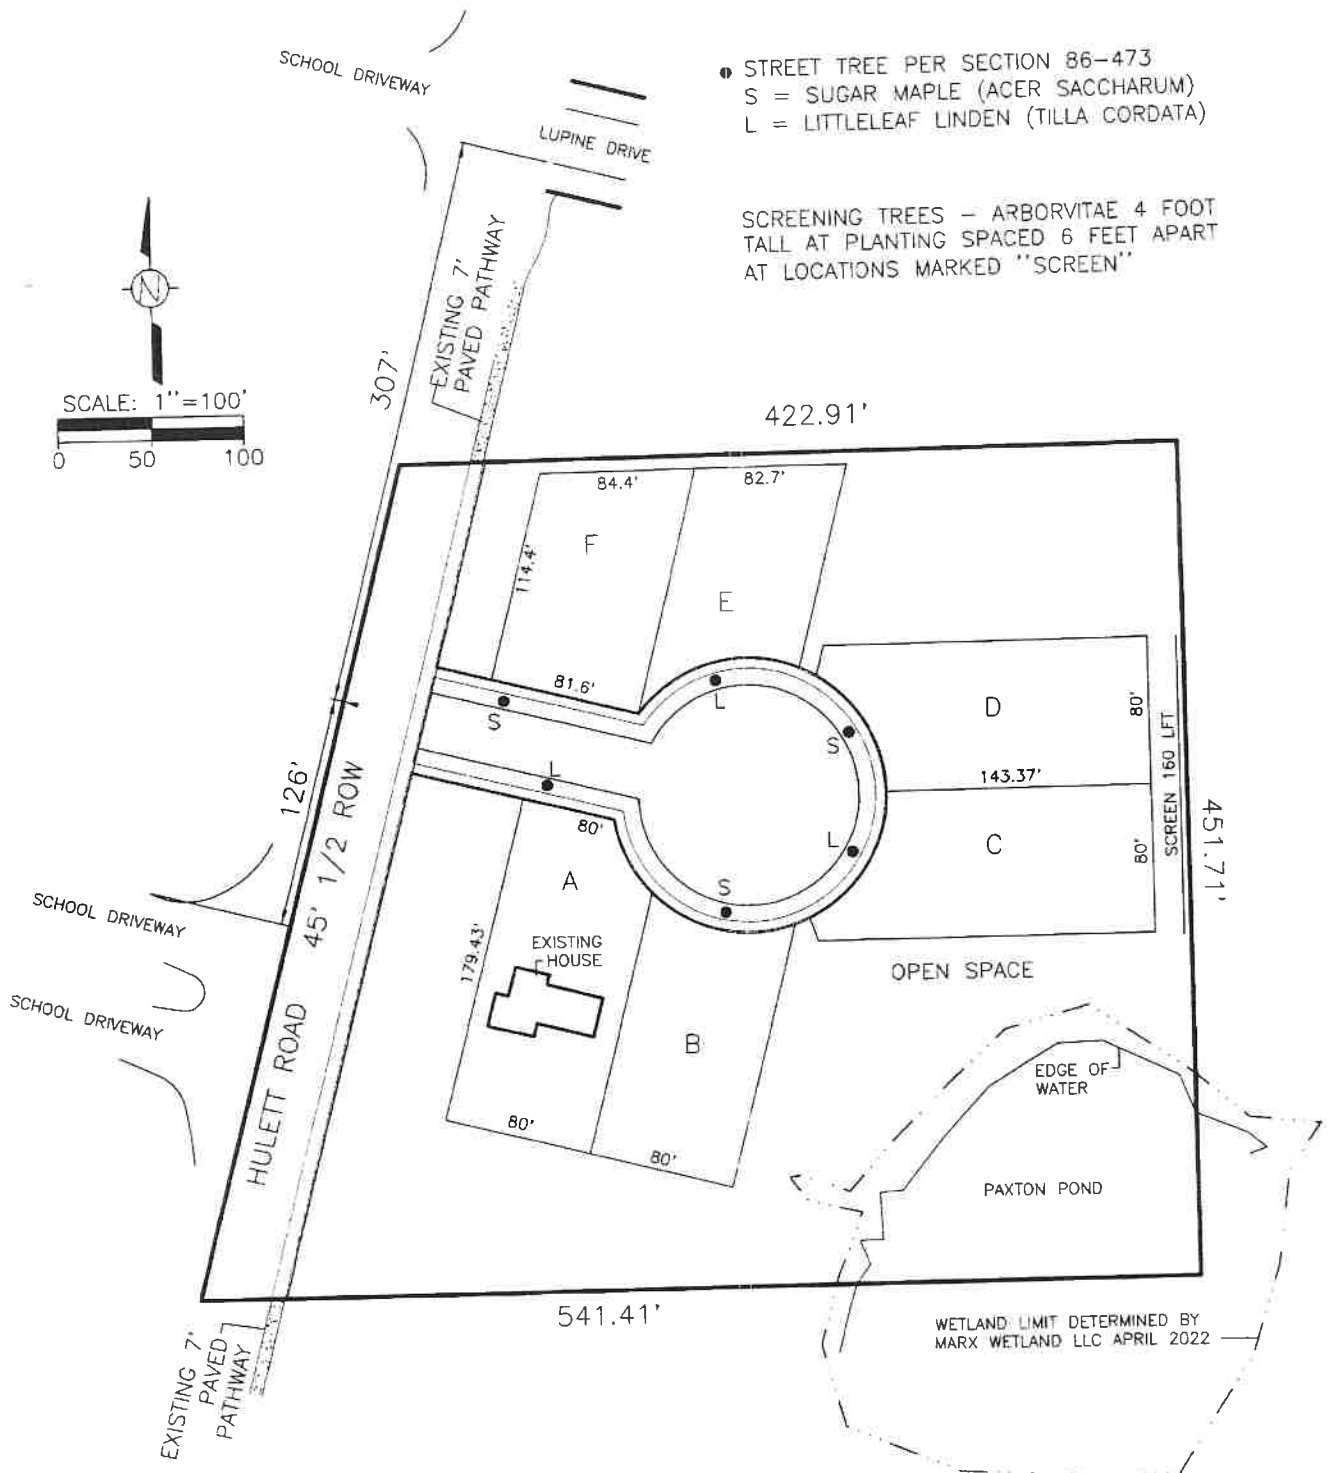 SCHOOL DRIVEWAY
LUPINE DRIVE
STREET TREE PER SECTION 86-473
S = SUGAR MAPLE (ACER SACCHARUM)
L = LITTLELEAF LINDEN (TILLA CORDATA)
SCREENING TREES - ARBORVITAE 4 FOOT
TALL AT PLANTING SPACED 6 FEET APART
AT LOCATIONS MARKED "SCREEN"
N
SCALE: 1"=100'
0 50 100
307'
EXISTING 7'
PAVED PATHWAY
422.91'
84.4'
82.7'
F
114.4'
E
81.6'
S
L
D
80'
S
143.37'
SCREEN 160 LFT
451.71'
126'
L
80'
L
C
80'
S
A
HULETT ROAD 45' 1/2 ROW
SCHOOL DRIVEWAY
179.43'
EXISTING
HOUSE
OPEN SPACE
SCHOOL DRIVEWAY
B
EDGE OF
WATER
80'
80'
PAXTON POND
541.41'
WETLAND LIMIT DETERMINED BY
MARX WETLAND LLC APRIL 2022
EXISTING 7'
PAVED
PATHWAY